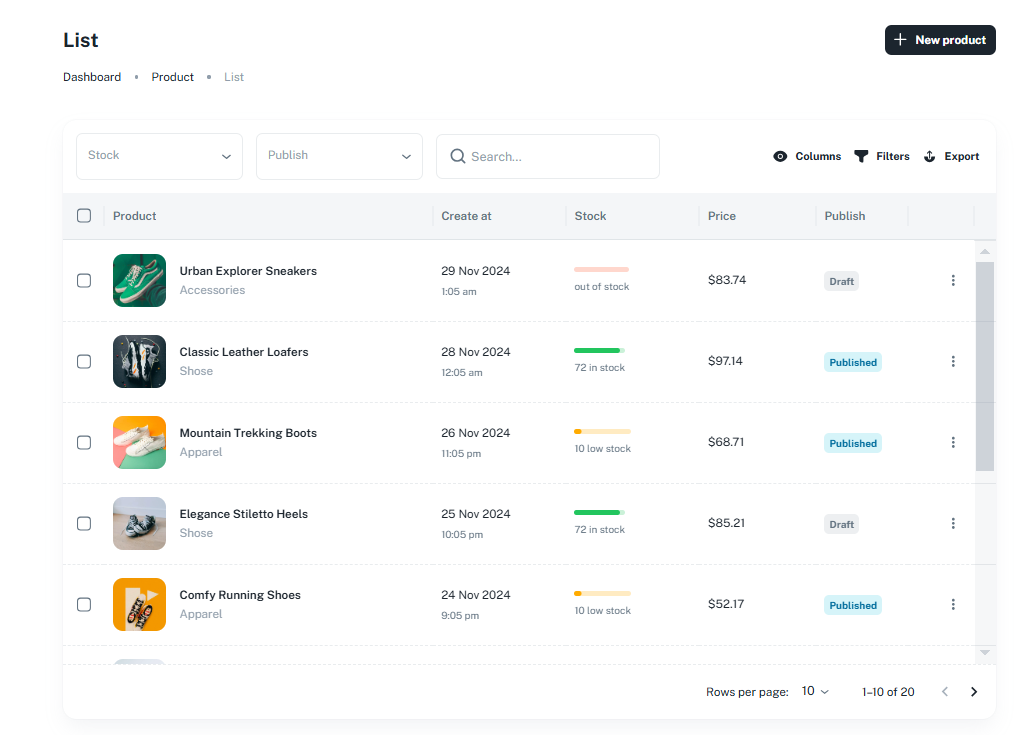 List
New product
Dashboard • Product • List
Stock
Publish
Search...
Columns
Filters
Export
Product
Create at
Stock
Price
Publish
Urban Explorer Sneakers
Accessories
29 Nov 2024
1:05 am
out of stock
$83.74
Draft
Classic Leather Loafers
Shose
28 Nov 2024
12:05 am
72 in stock
$97.14
Published
Mountain Trekking Boots
Apparel
26 Nov 2024
11:05 pm
10 low stock
$68.71
Published
Elegance Stiletto Heels
Shose
25 Nov 2024
10:05 pm
72 in stock
$85.21
Draft
Comfy Running Shoes
Apparel
24 Nov 2024
9:05 pm
10 low stock
$52.17
Published
Rows per page: 10
1–10 of 20